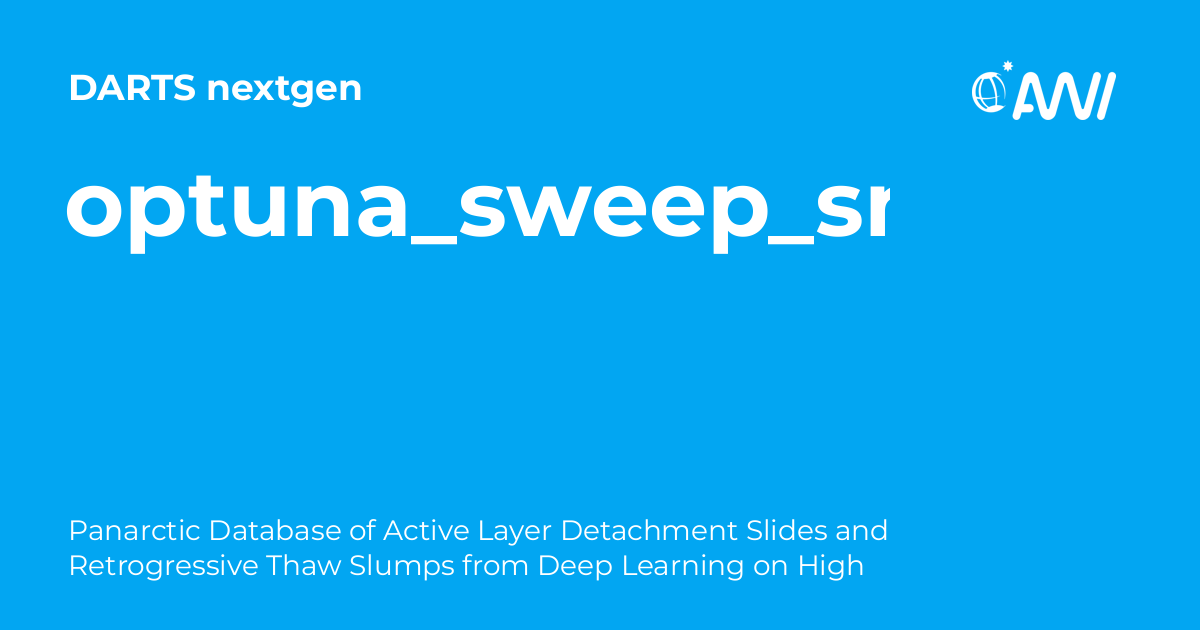 DARTS nextgen
AWI
optuna_sweep_s
Panarctic Database of Active Layer Detachment Slides and
Retrogressive Thaw Slumps from Deep Learning on High